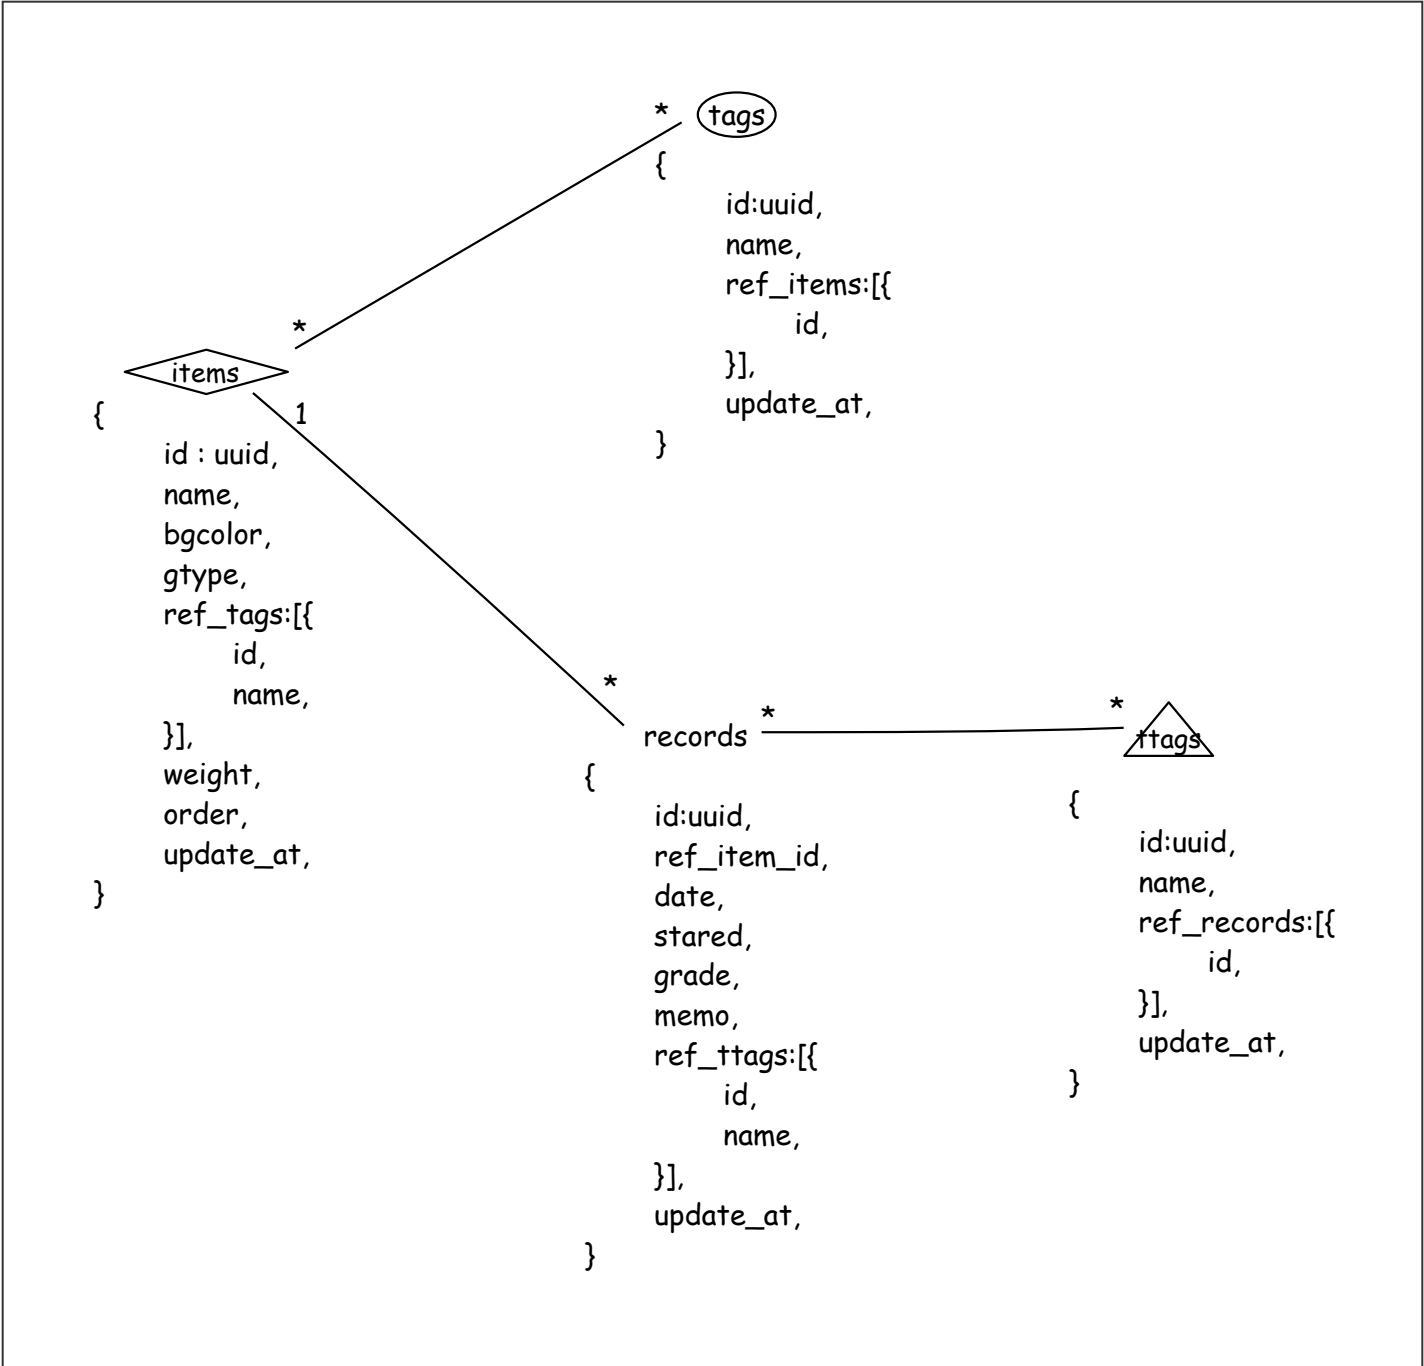 * tags
{
id:uuid,
name,
ref_items:[{
id,
}],
update_at,
}
*
items
1
{
id : uuid,
name,
bgcolor,
gtype,
ref_tags:[{
id,
name,
}],
weight,
order,
update_at,
}
*
records
*
{
id:uuid,
ref_item_id,
date,
stared,
grade,
memo,
ref_ttags:[{
id,
name,
}],
update_at,
}
*
ttags
{
id:uuid,
name,
ref_records:[{
id,
}],
update_at,
}